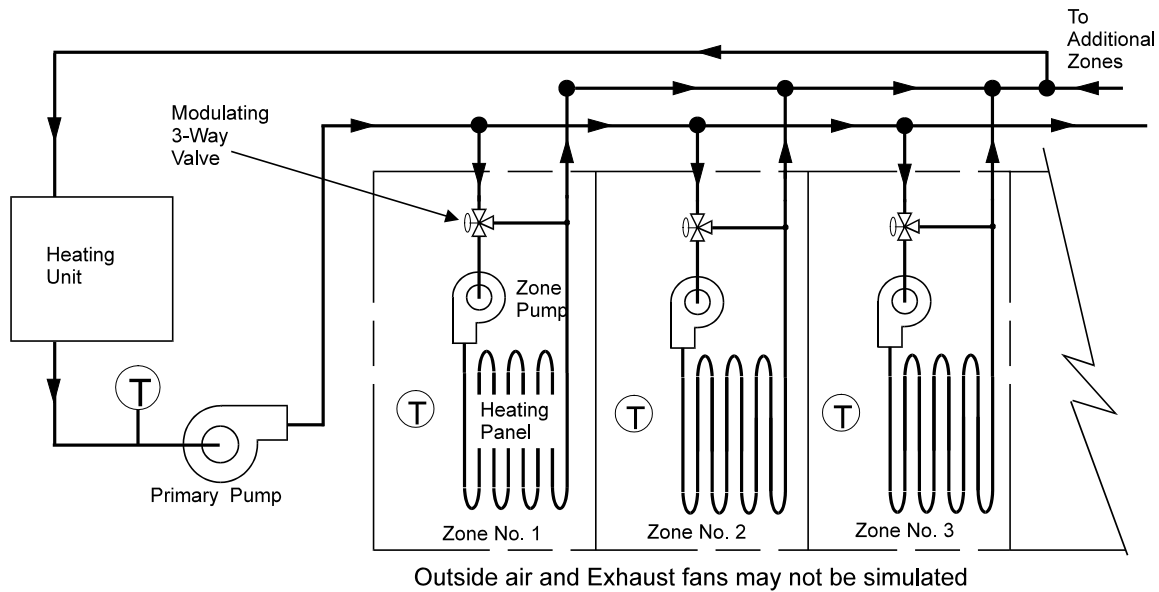 To
Additional
Zones
Modulating
3-Way
Valve
Heating
Unit
Zone
Pump
T
T
T
T
Heating
Panel
Primary Pump
Zone No. 1
Zone No. 2
Zone No. 3
Outside air and Exhaust fans may not be simulated